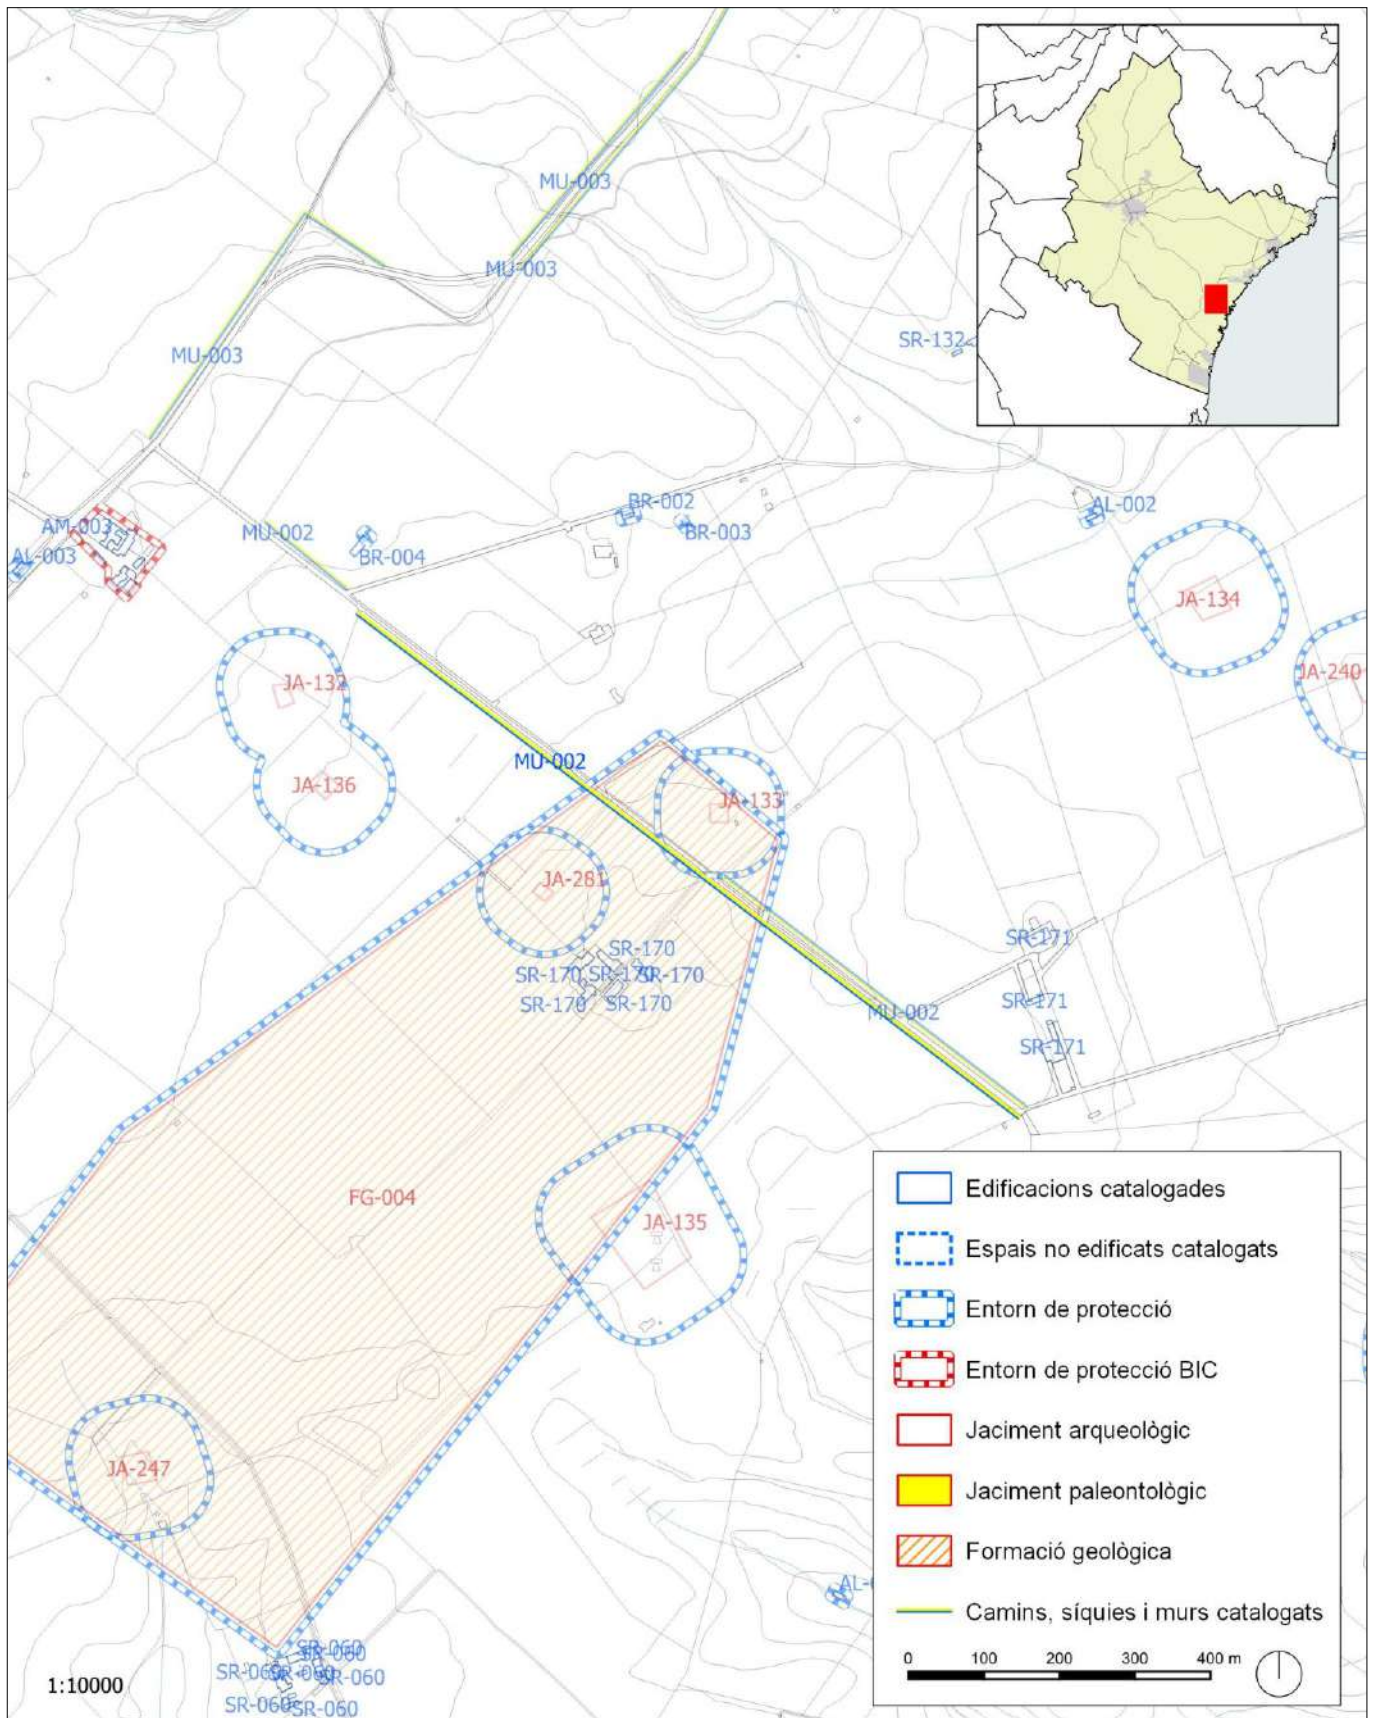 MU-003
MU-003
MU-003
SR-132
AM-003
AL-003
MU-002
BR-004
BR-002
BR-003
AL-002
JA-134
JA-240
JA-132
JA-136
MU-002
JA-133
JA-281
SR-170
SR-170
SR-170
SR-170
SR-170
SR-170
SR-171
SR-171
SR-171
MU-002
FG-004
JA-135
JA-247
SR-060
SR-060
SR-060
SR-060
SR-060
SR-060
SR-060
1:10000
Edificacions catalogades
Espais no edificats catalogats
Entorn de protecció
Entorn de protecció BIC
Jaciment arqueològic
Jaciment paleontològic
Formació geològica
Camins, síquies i murs catalogats
0 100 200 300 400 m